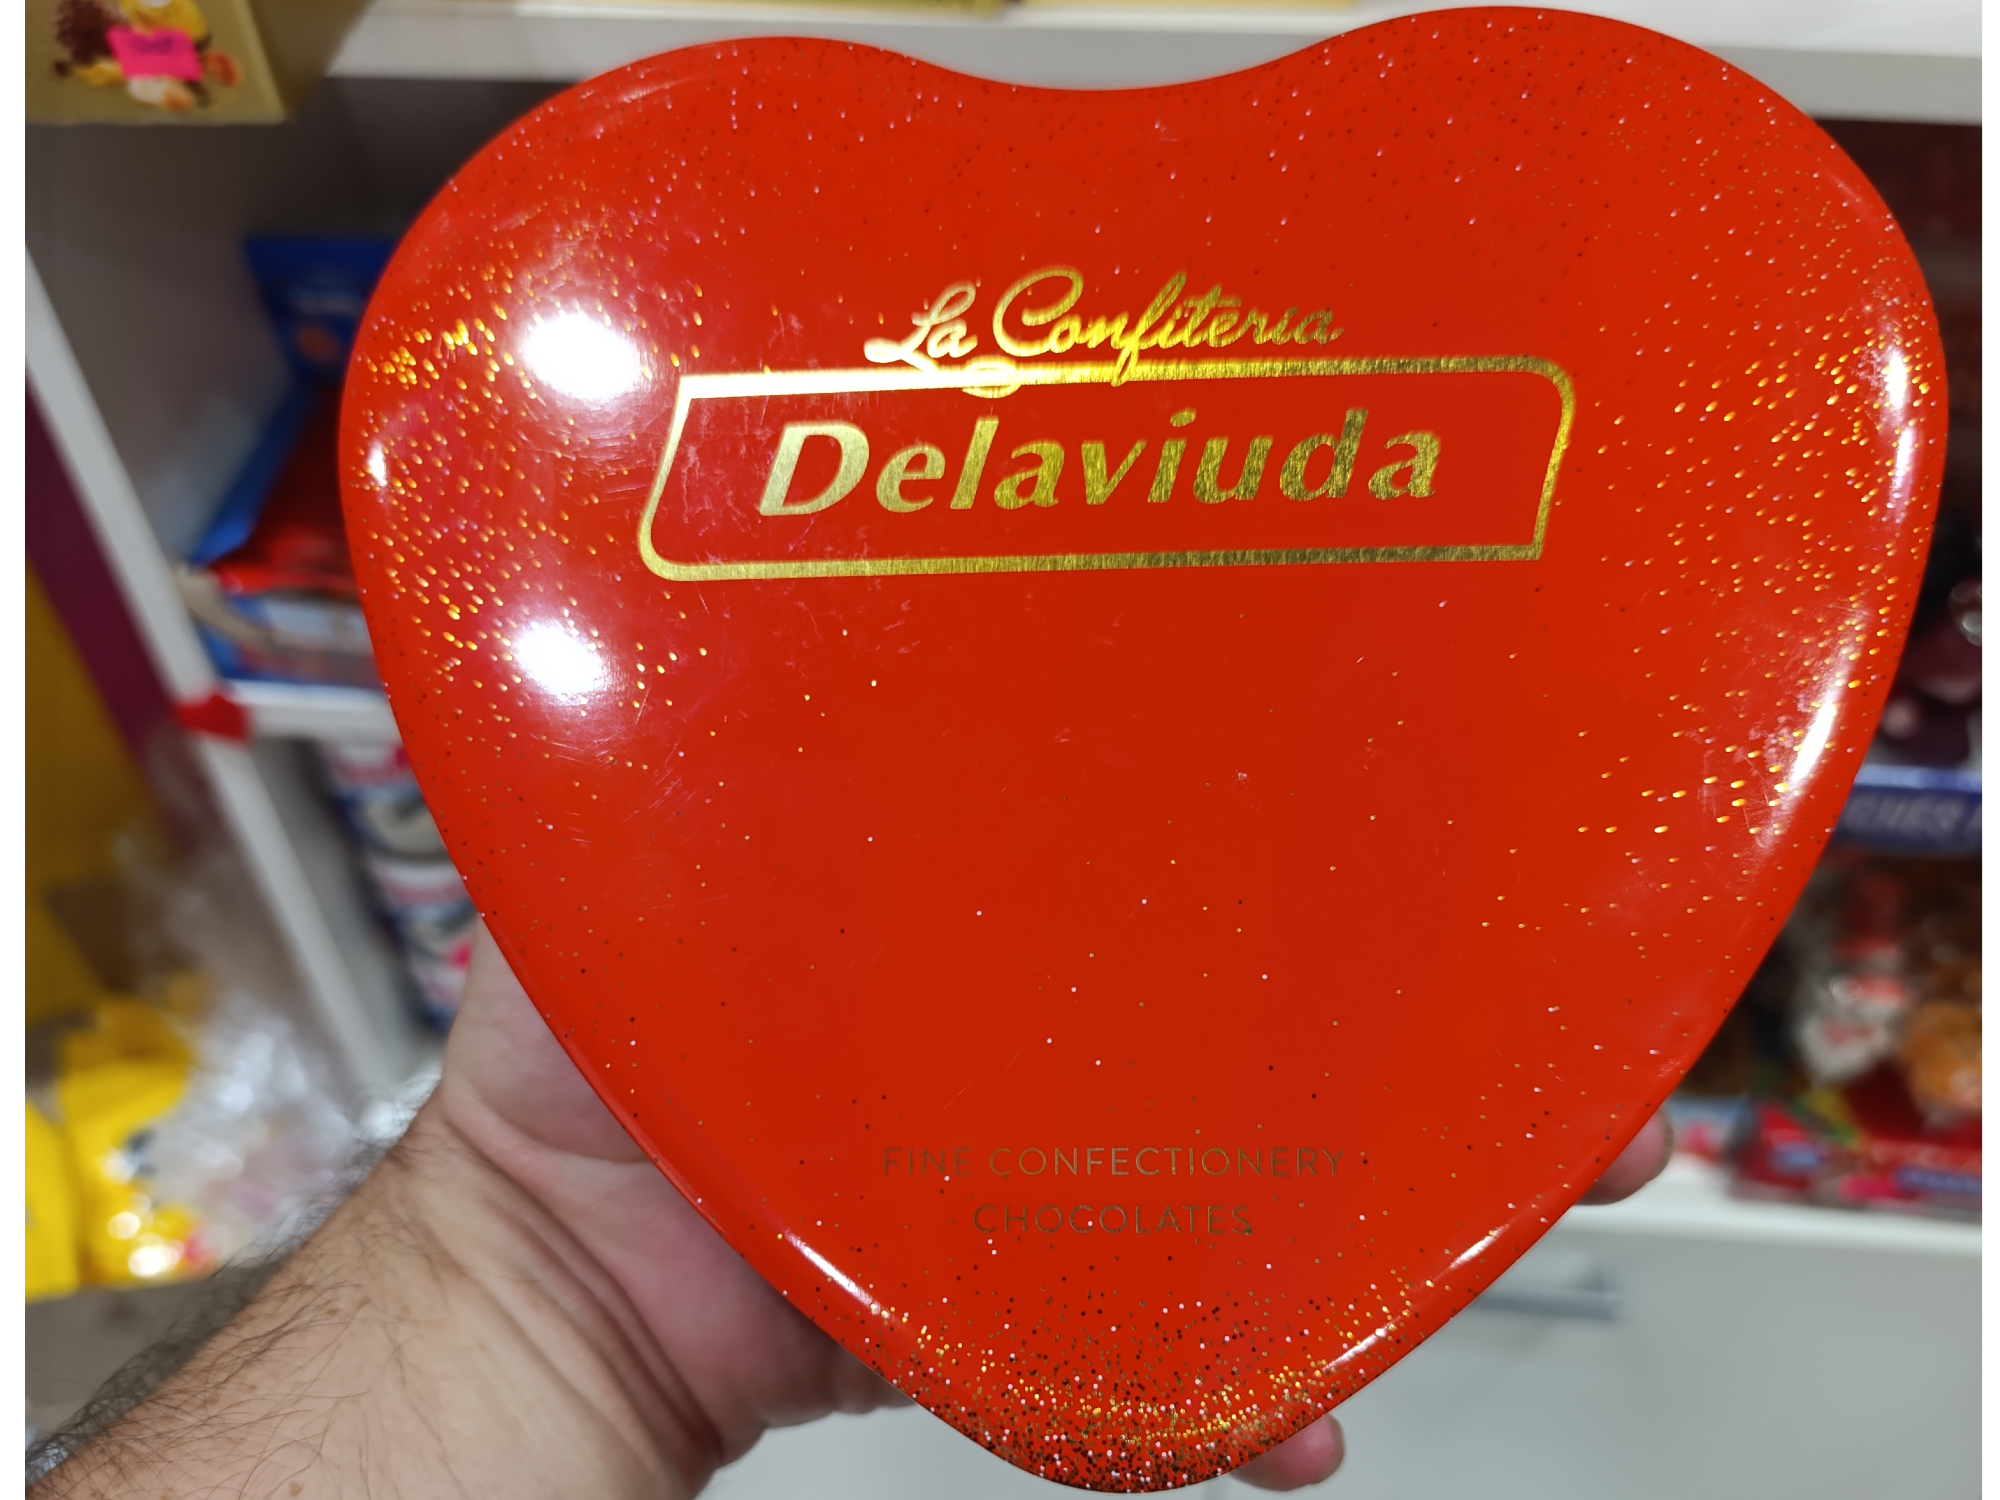 La Confitería
Delaviuda
FINE CONFECTIONERY
CHOCOLATES